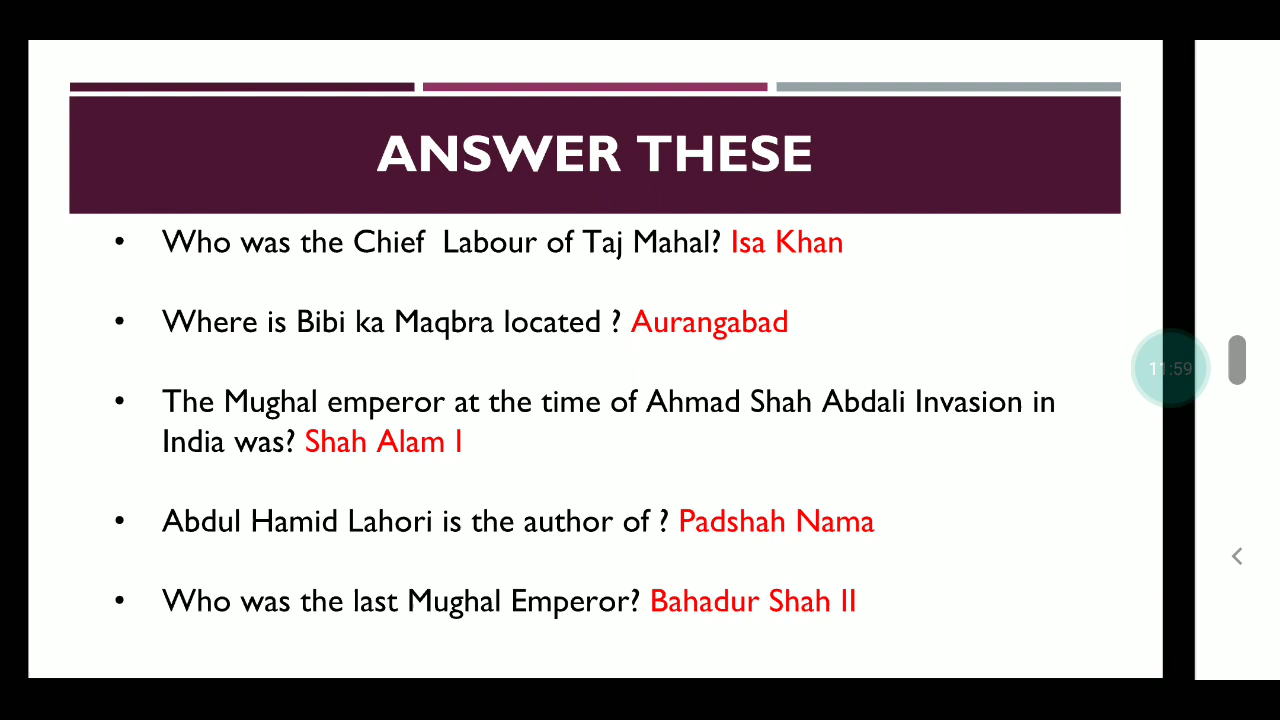 ANSWER THESE
• Who was the Chief Labour of Taj Mahal? Isa Khan
• Where is Bibi ka Maqbra located ? Aurangabad
• The Mughal emperor at the time of Ahmad Shah Abdali Invasion in
India was? Shah Alam I
11:59
• Abdul Hamid Lahori is the author of ? Padshah Nama
• Who was the last Mughal Emperor? Bahadur Shah II